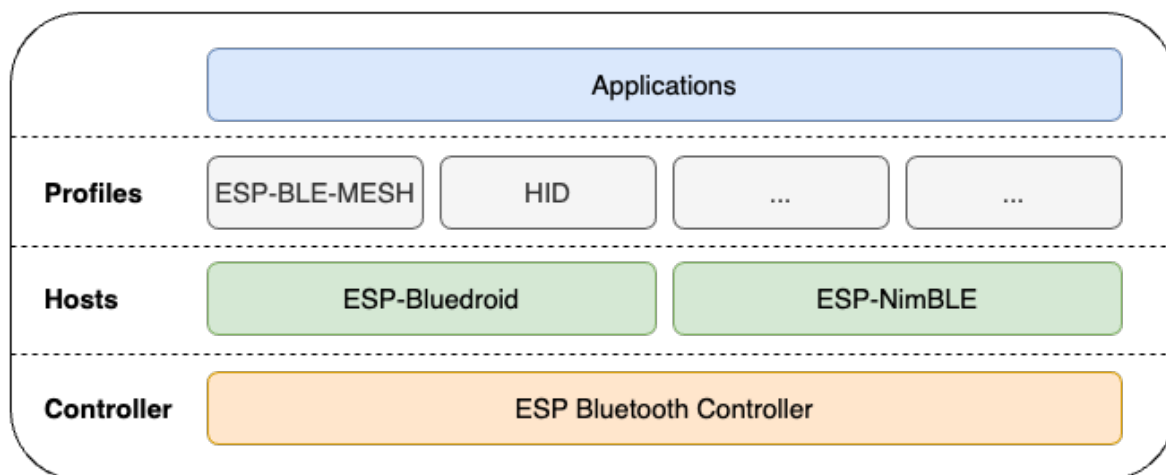 Applications
Profiles
ESP-BLE-MESH
HID
...
...
Hosts
ESP-Bluedroid
ESP-NimBLE
Controller
ESP Bluetooth Controller